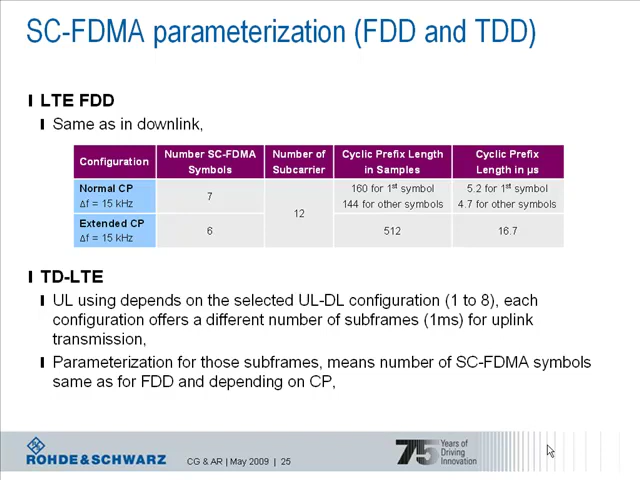 SC-FDMA parameterization (FDD and TDD)
LTE FDD
Same as in downlink,
Configuration
Number SC-FDMA
Symbols
Number of
Subcarrier
Cyclic Prefix Length
in Samples
Cyclic Prefix
Length in µs
Normal CP
Δf = 15 kHz
7
12
160 for 1st symbol
144 for other symbols
5.2 for 1st symbol
4.7 for other symbols
Extended CP
Δf = 15 kHz
6
512
16.7
TD-LTE
UL using depends on the selected UL-DL configuration (1 to 8), each
configuration offers a different number of subframes (1ms) for uplink
transmission,
Parameterization for those subframes, means number of SC-FDMA symbols
same as for FDD and depending on CP,
ROHDE & SCHWARZ
CG & AR | May 2009 | 25
75 Years of
Driving
Innovation